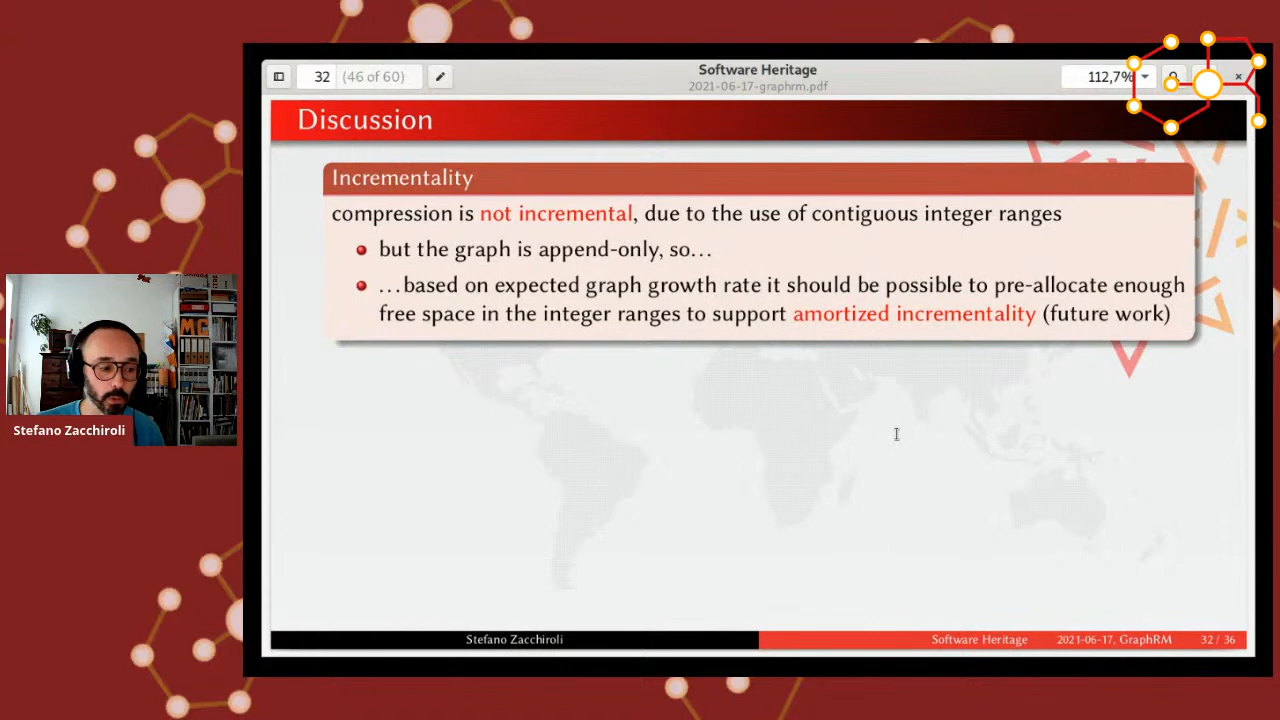 32 (46 of 60)
Software Heritage
2021-06-17-graphrm.pdf
112,7%
Discussion
Incrementality
compression is not incremental, due to the use of contiguous integer ranges
but the graph is append-only, so…
…based on expected graph growth rate it should be possible to pre-allocate enough
free space in the integer ranges to support amortized incrementality (future work)
Stefano Zacchiroli
Stefano Zacchiroli
Software Heritage
2021-06-17, GraphRM
32 / 36